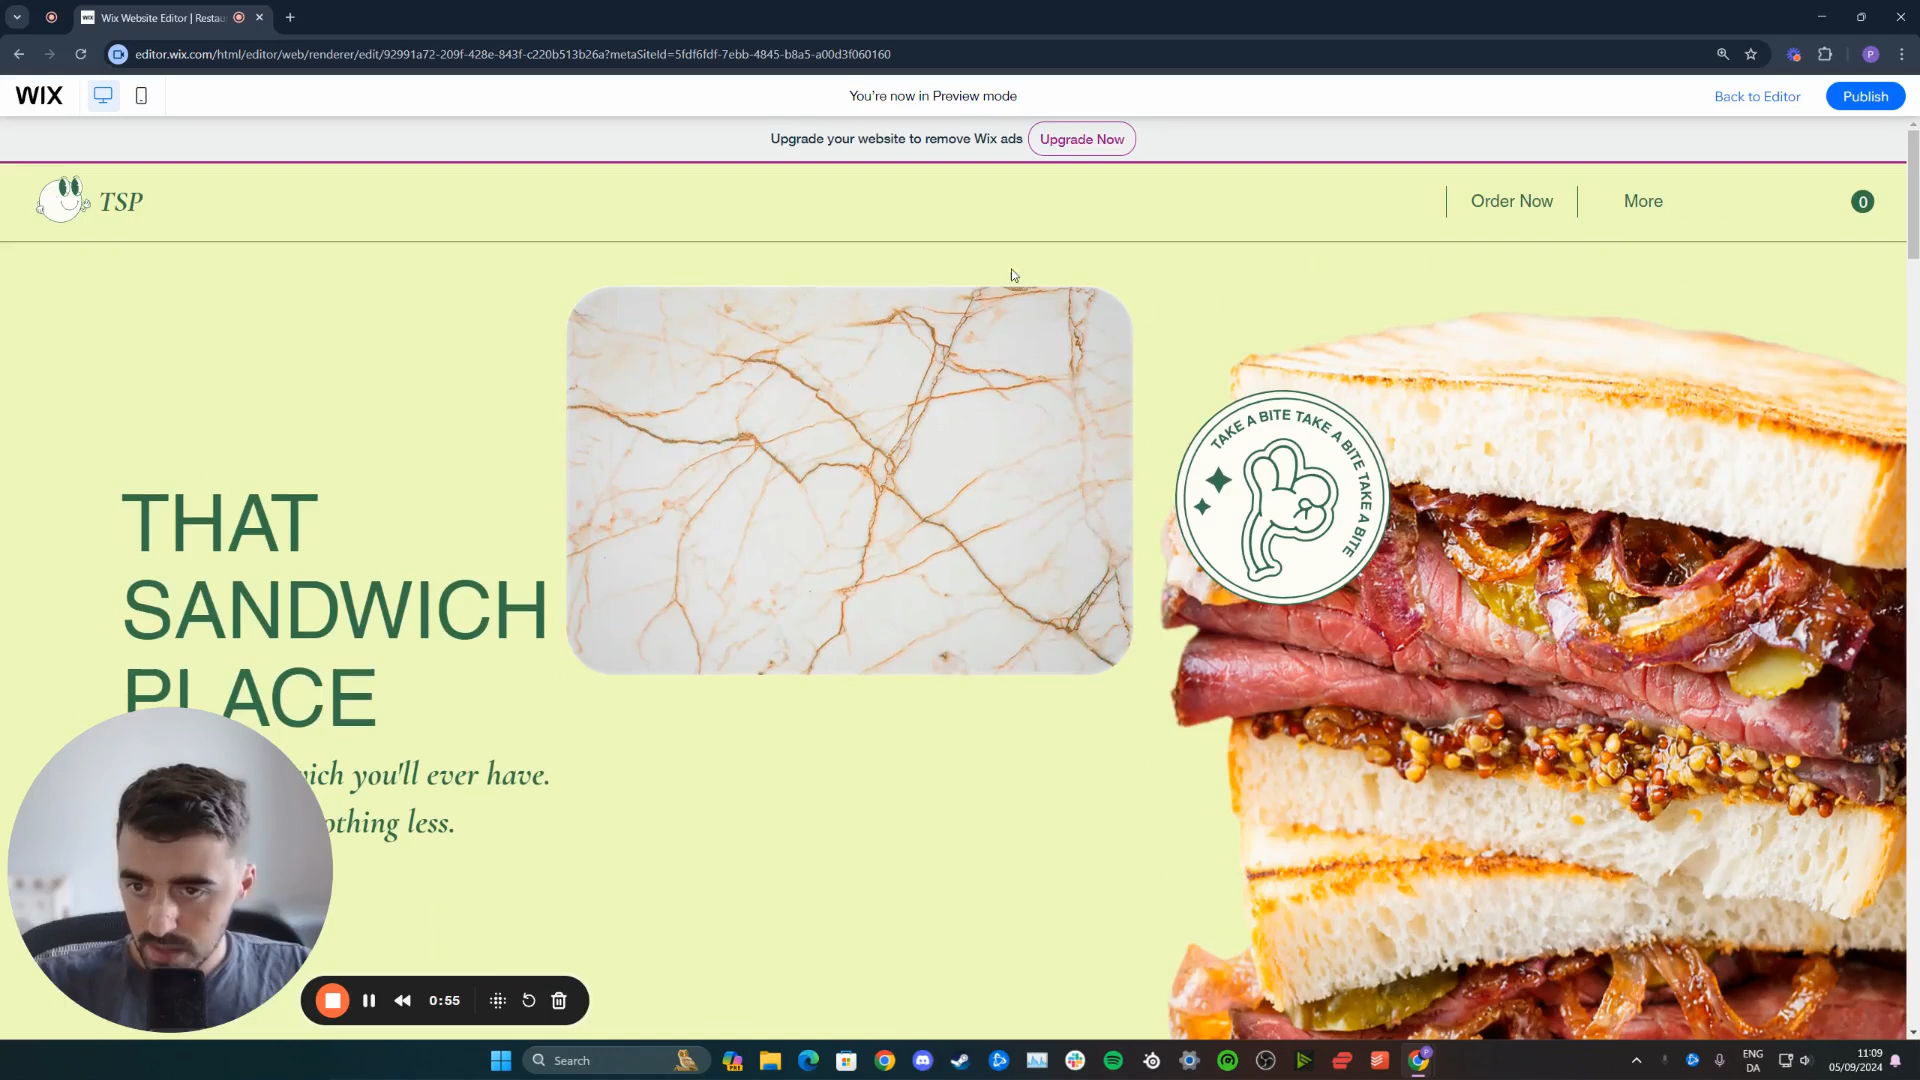 Wix Website Editor | Restau
editor.wix.com/html/editor/web/renderer/edit/92991a72-209f-428e-843f-c220b513b26a?metaSiteId=5fdf6fdf-7ebb-4845-b8a5-a00d3f060160
P
WIX
You're now in Preview mode
Back to Editor
Publish
Upgrade your website to remove Wix ads
Upgrade Now
TSP
Order Now
More
0
TAKE A BITE TAKE A BITE TAKE A BITE
THAT
SANDWICH
PLACE
you'll ever have.
less.
0:55
Search
ENG
DA
11:09
05/09/2024